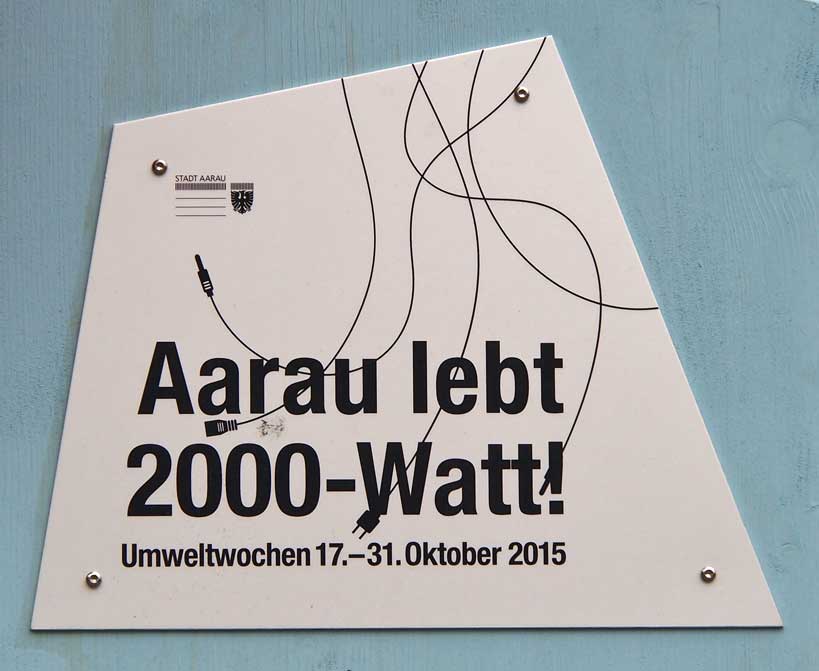 STADT AARAU
Aarau lebt
2000-Watt!
Umweltwochen 17.–31. Oktober 2015